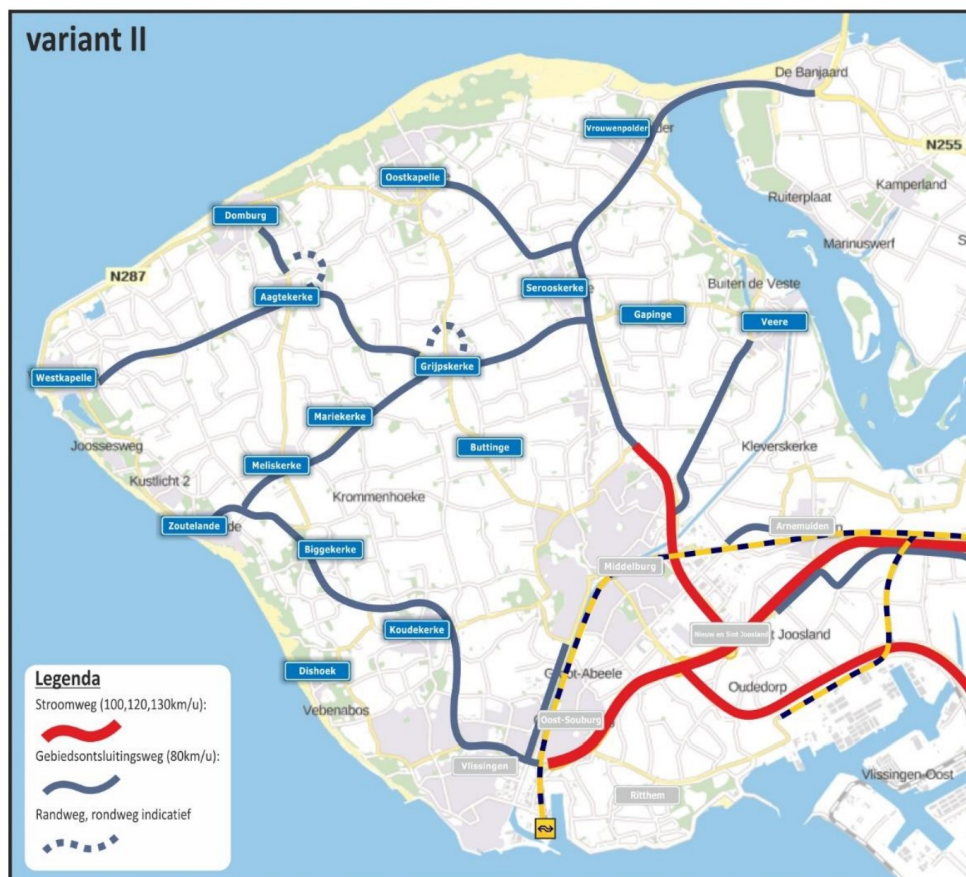 variant II
De Banjaard
Vrouwenpolder
N255
Oostkapelle
Kamperland
Ruiterplaat
Domburg
Marinuswerf
N287
Buiten de Veste
Aagtekerke
Serooskerke
Gapinge
Veere
Westkapelle
Grijpskerke
Mariekerke
Joossesweg
Buttinge
Kleverskerke
Meliskerke
Kustlicht 2
Krommenhoeke
Zoutelande
Arnemuiden
Biggekerke
Middelburg
Koudekerke
Nieuw en Sint Joosland
t Joosland
Dishoek
Abeele
Legenda
Oudedorp
Stroomweg (100,120,130km/u):
Vebenabos
Oost-Souburg
Gebiedsontsluitingsweg (80km/u):
Vlissingen
Vlissingen-Oost
Ritthem
Randweg, rondweg indicatief